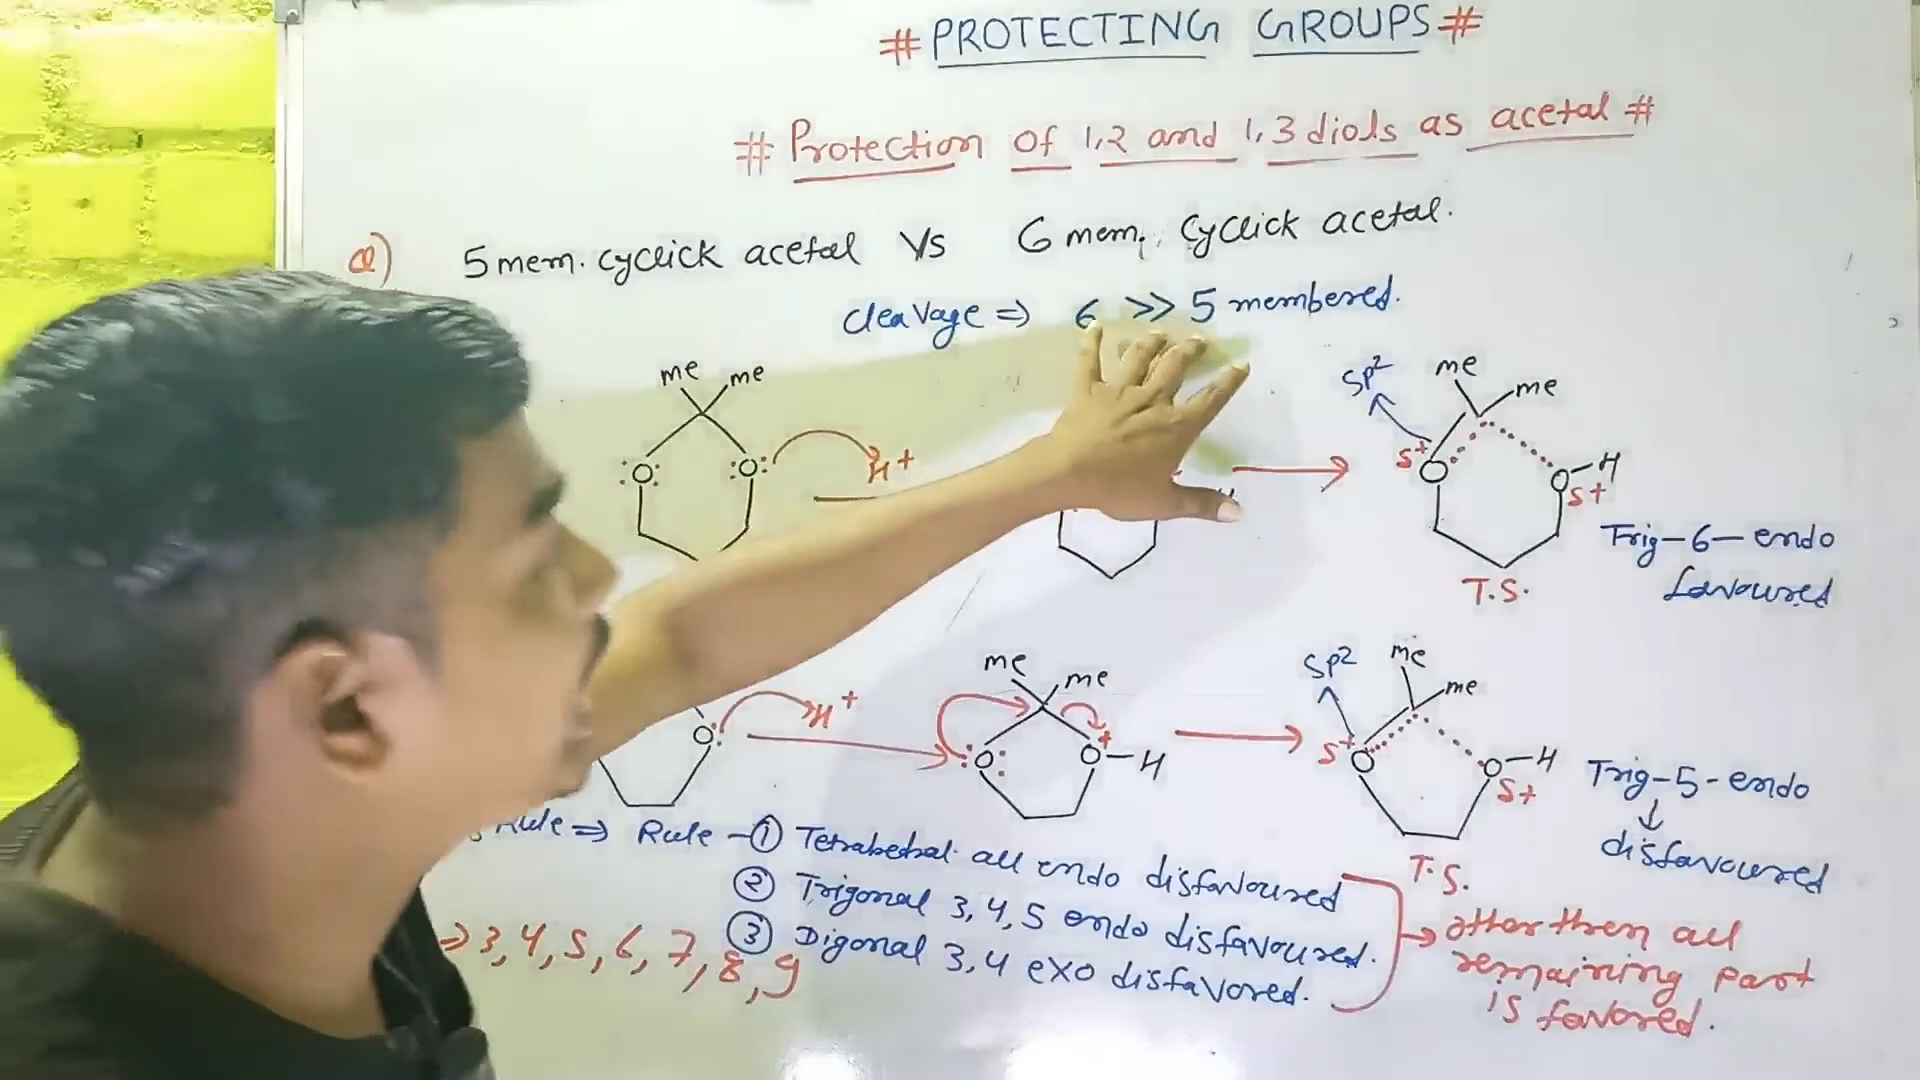 # PROTECTING GROUPS #
# Protection of 1,2 and 1,3 diols as acetal #
a) 5 mem. cyclick acetal Vs 6 mem. cyclick acetal.
cleavage ⇒ 6 >> 5 membered.
me me
:O: :O: H+
sp² me me
S+ O O-H
S+
Trig-6-endo
favoured
T.S.
O: H+
me me
:O: O-H
+
sp² me me
S+ O O-H
S+
Trig-5-endo
↓
disfavoured
T.S.
Rule ⇒ Rule - ① Tetrahedral all endo disfavoured
② Trigonal 3,4,5 endo disfavoured.
③ Digonal 3,4 exo disfavored.
→ other then all
remaining part
is favored.
⇒ 3,4,5,6,7,8,9